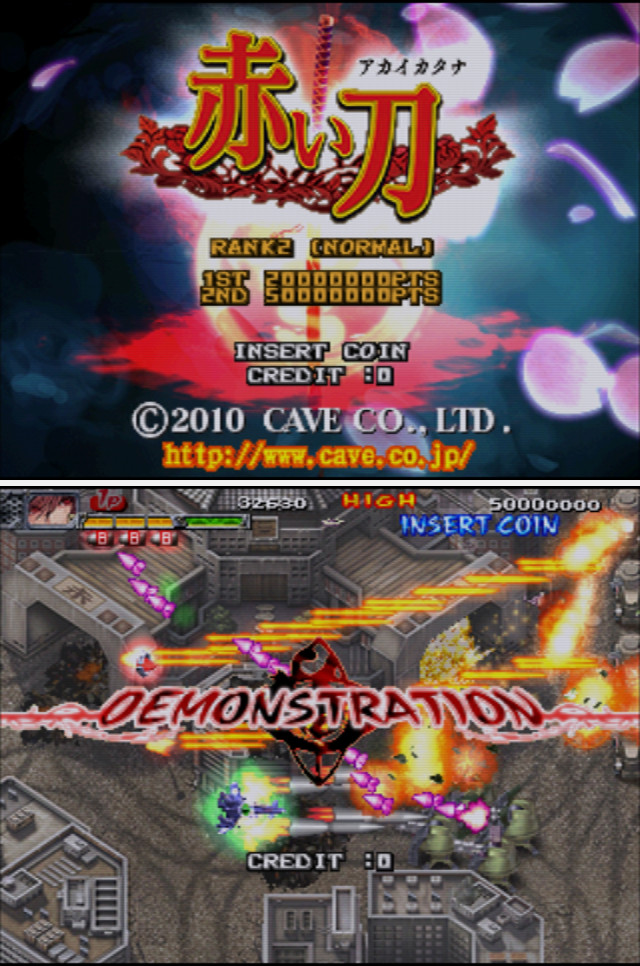 赤い刀
アカイカタナ
RANK2 (NORMAL)
1ST 20000000PTS
2ND 50000000PTS
INSERT COIN
CREDIT :0
©2010 CAVE CO., LTD.
http://www.cave.co.jp/
1P 32630 HIGH 50000000
INSERT COIN
B B B
DEMONSTRATION
CREDIT :0